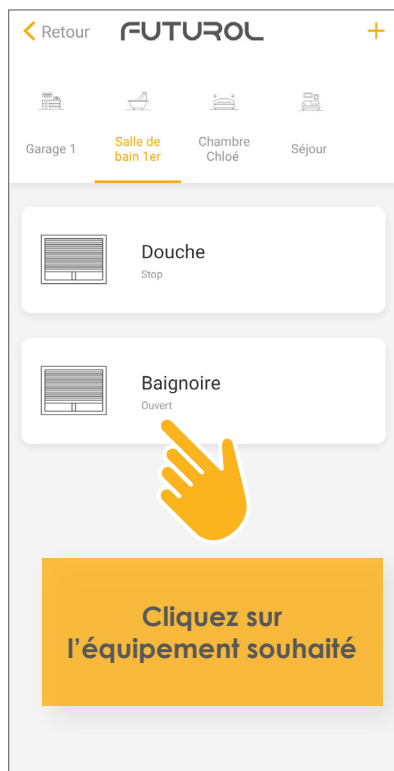 Retour FUTUROL +
Garage 1
Salle de
bain 1er
Chambre
Chloé
Séjour
Douche
Stop
Baignoire
Ouvert
Cliquez sur
l'équipement souhaité